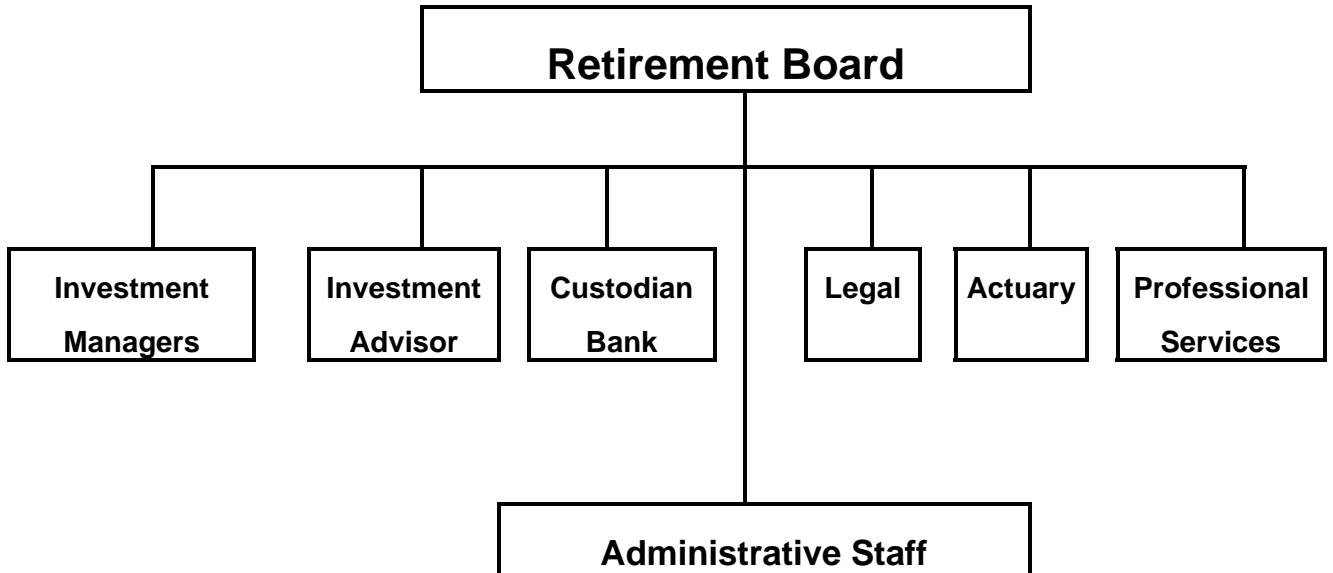 Retirement Board
Investment
Managers
Investment
Advisor
Custodian
Bank
Legal
Actuary
Professional
Services
Administrative Staff